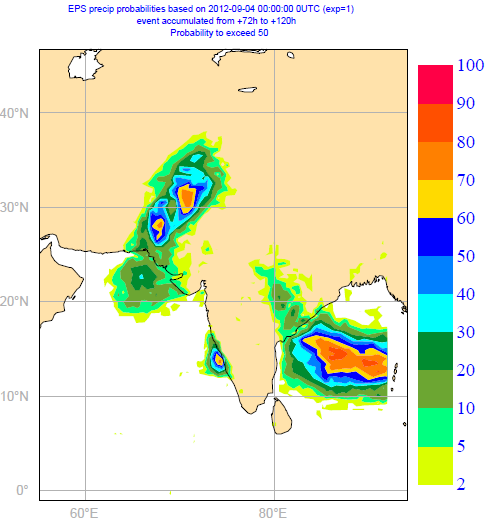 EPS precip probabilities based on 2012-09-04 00:00:00 0UTC (exp=1)
event accumulated from +72h to +120h
Probability to exceed 50
100
90
80
70
60
50
40
30
20
10
5
2
40°N
30°N
20°N
10°N
0°
60°E
80°E